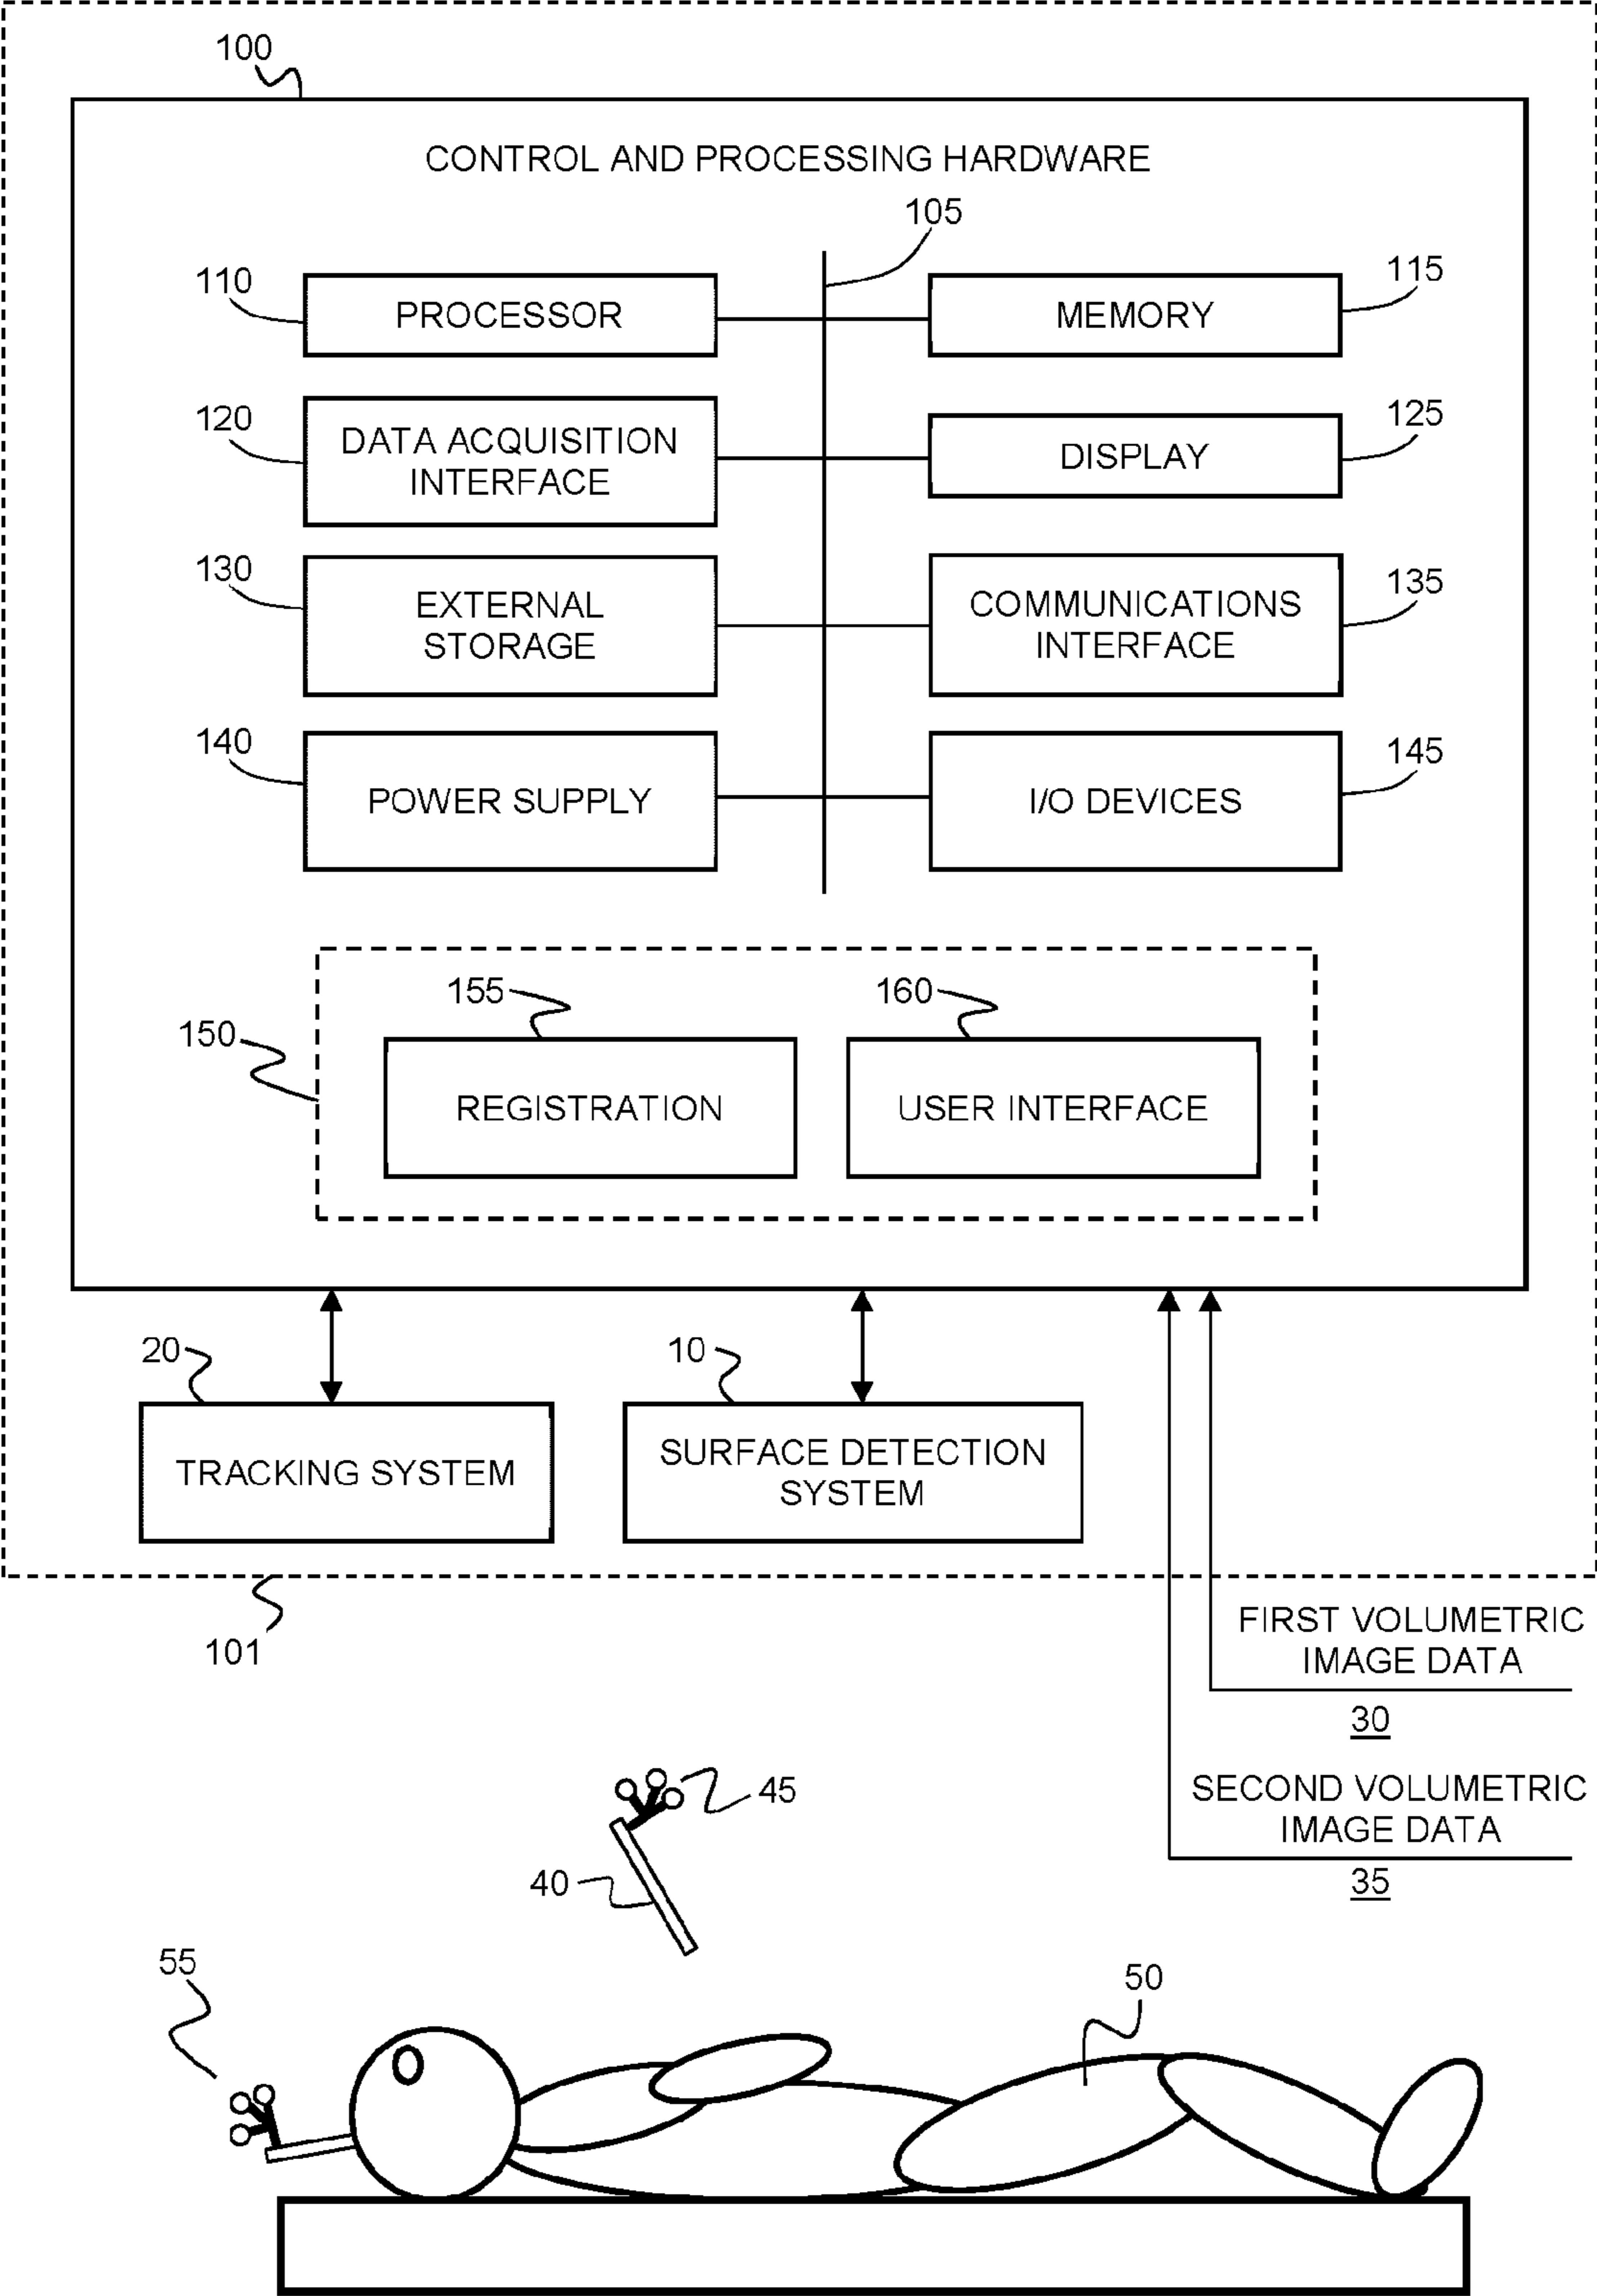 100
CONTROL AND PROCESSING HARDWARE
105
110
PROCESSOR
MEMORY
115
120
DATA ACQUISITION
INTERFACE
DISPLAY
125
130
EXTERNAL
STORAGE
COMMUNICATIONS
INTERFACE
135
140
POWER SUPPLY
I/O DEVICES
145
150
155
160
REGISTRATION
USER INTERFACE
20
10
TRACKING SYSTEM
SURFACE DETECTION
SYSTEM
101
FIRST VOLUMETRIC
IMAGE DATA
30
SECOND VOLUMETRIC
IMAGE DATA
35
45
40
55
50